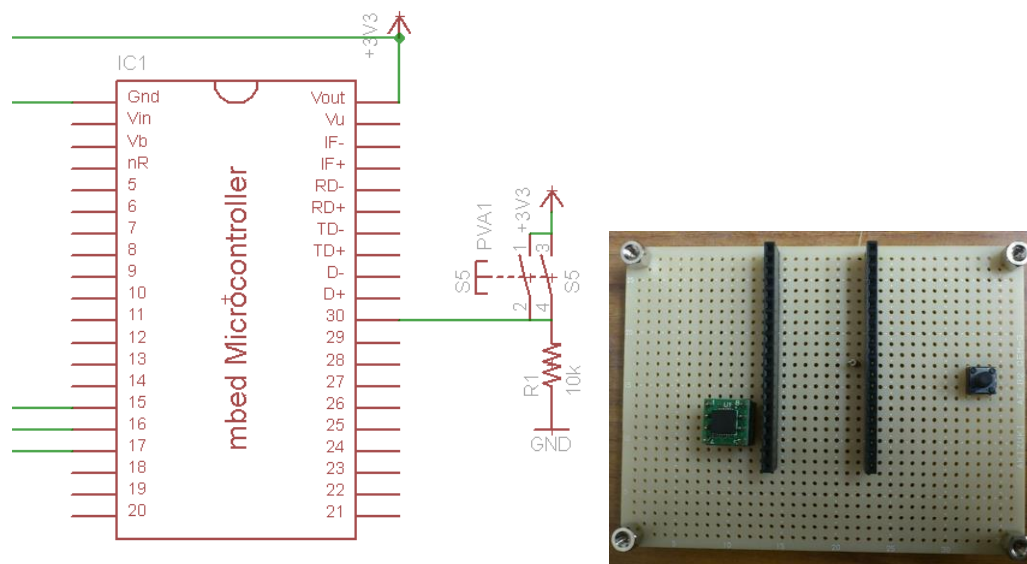 +3V3
IC1
Gnd
Vin
Vb
nR
5
6
7
8
9
10
11
12
13
14
15
16
17
18
19
20
mbed Microcontroller
Vout
Vu
IF-
IF+
RD-
RD+
TD-
TD+
D-
D+
30
29
28
27
26
25
24
23
22
21
PVA1
+3V3
S5
1
3
2
4
S5
R1
10k
GND